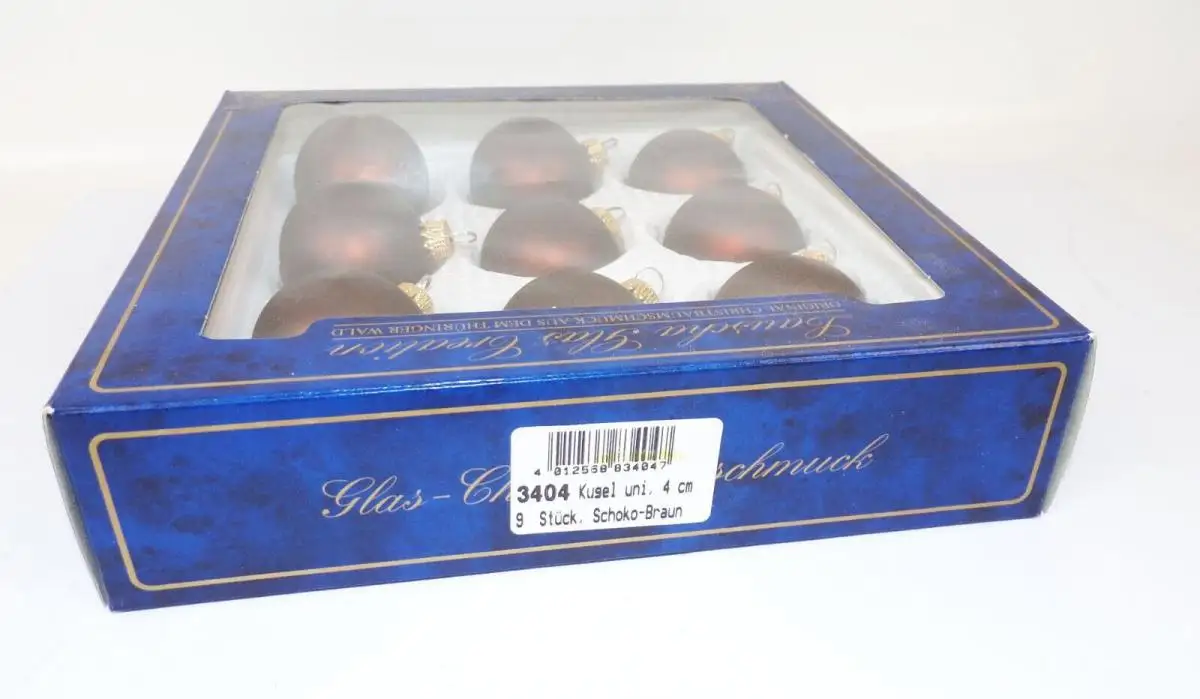 Lauscha Glas Creation
ORIGINAL CHRISTBAUMSCHMUCK AUS DEM THÜRINGER WALD
Glas-Ch schmuck
4 012568 834047
3404 Kugel uni, 4 cm
9 Stück, Schoko-Braun